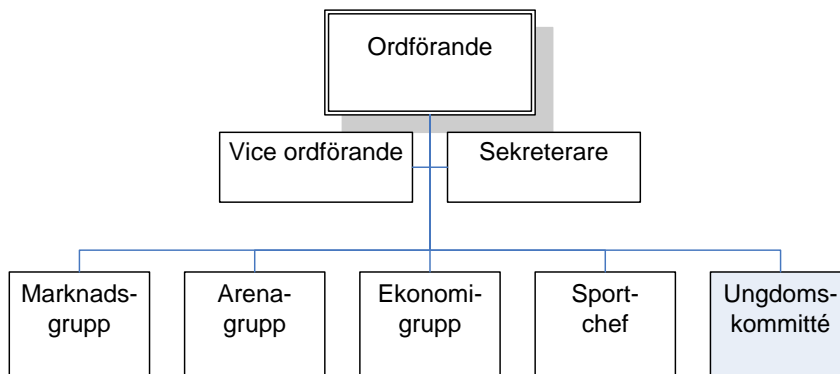 Ordförande
Vice ordförande
Sekreterare
Marknads-
grupp
Arena-
grupp
Ekonomi-
grupp
Sport-
chef
Ungdoms-
kommitté